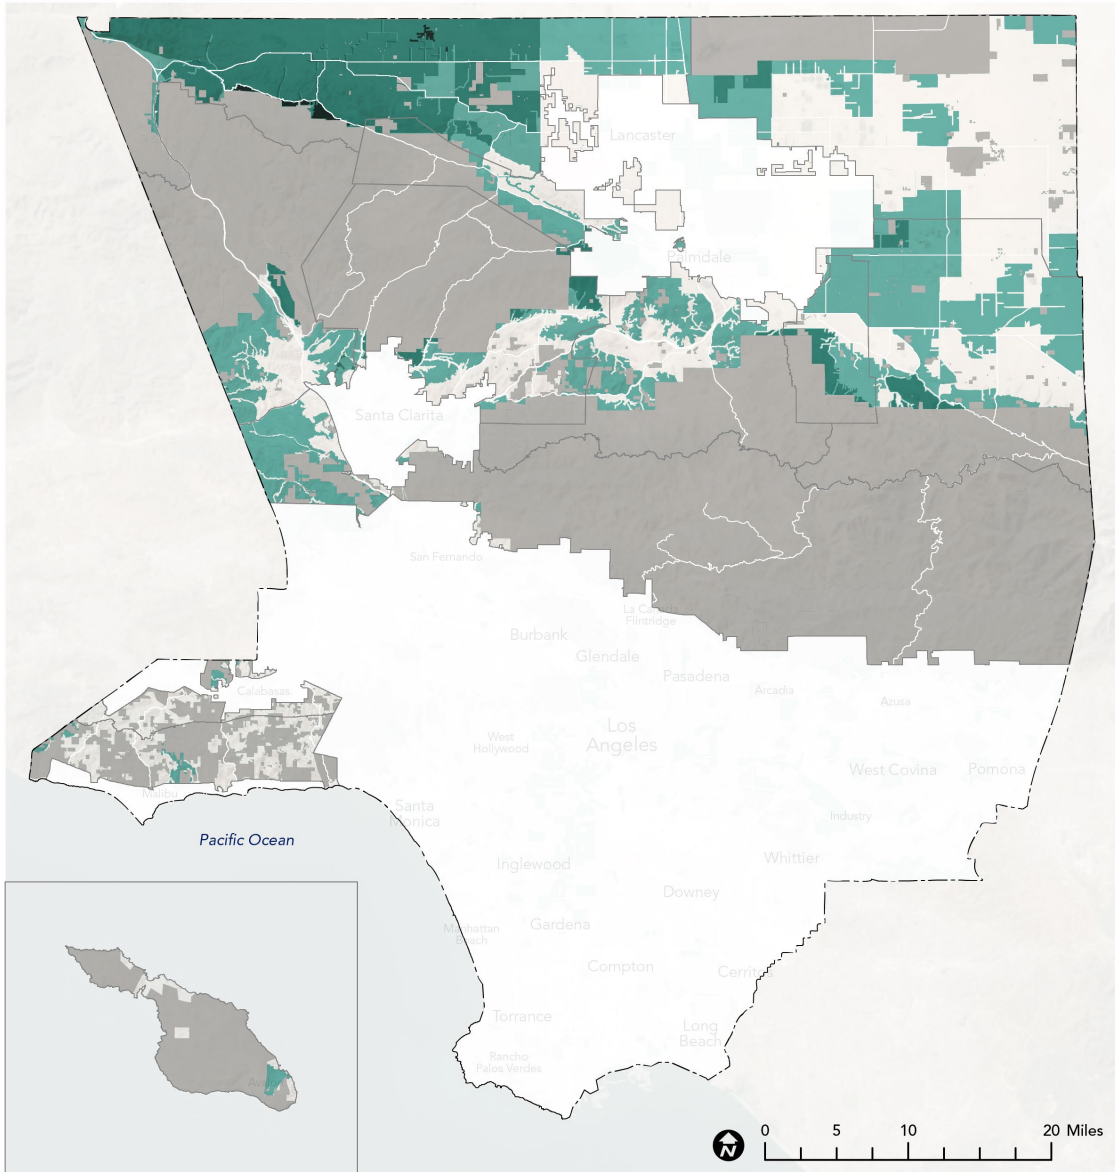 Lancaster
Palmdale
Santa Clarita
San Fernando
La Cañada
Flintridge
Burbank
Glendale
Pasadena
Arcadia
Azusa
Calabasas
West
Hollywood
Los
Angeles
West Covina
Pomona
Malibu
Santa
Monica
Industry
Pacific Ocean
Inglewood
Whittier
Downey
Manhattan
Beach
Gardena
Compton
Cerritos
Torrance
Long
Beach
Rancho
Palos Verdes
Avalon
N
0 5 10 20 Miles